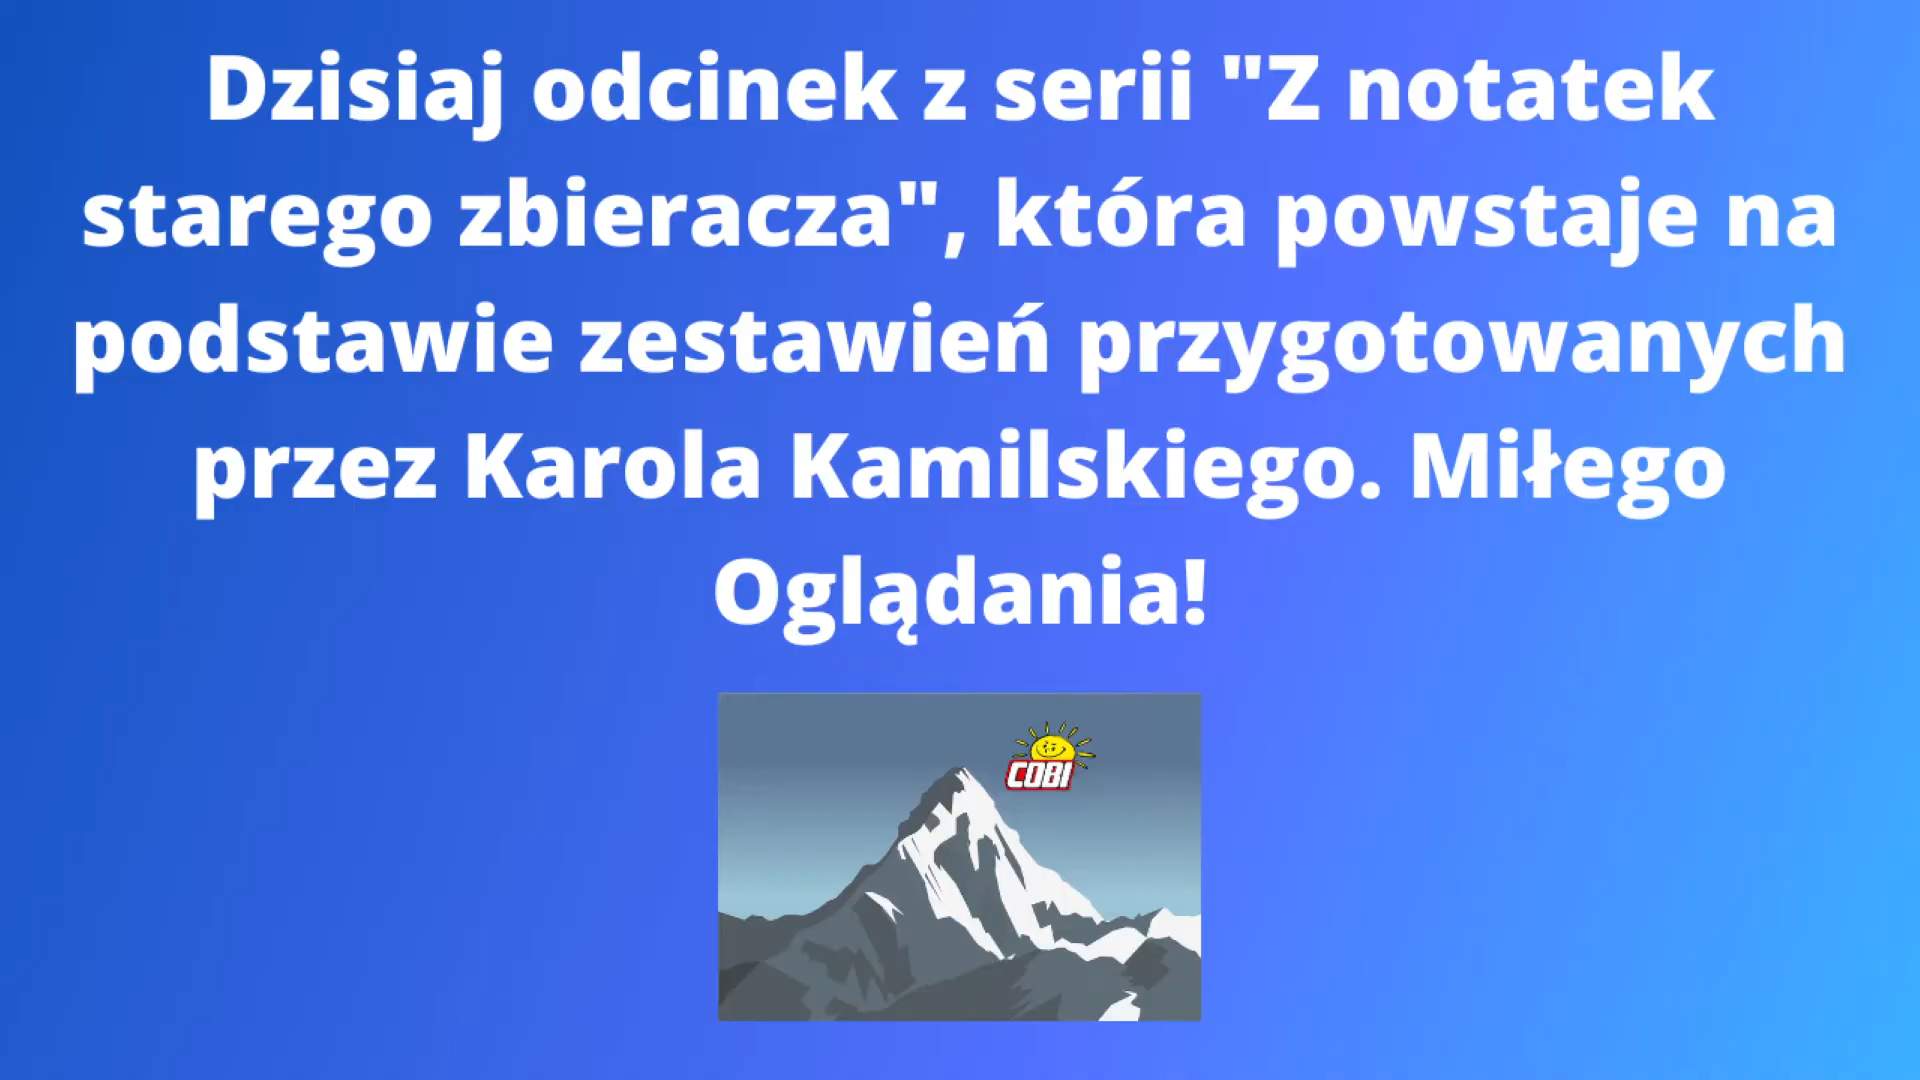 Dzisiaj odcinek z serii "Z notatek
starego zbieracza", która powstaje na
podstawie zestawień przygotowanych
przez Karola Kamilskiego. Miłego
Oglądania!
COBI